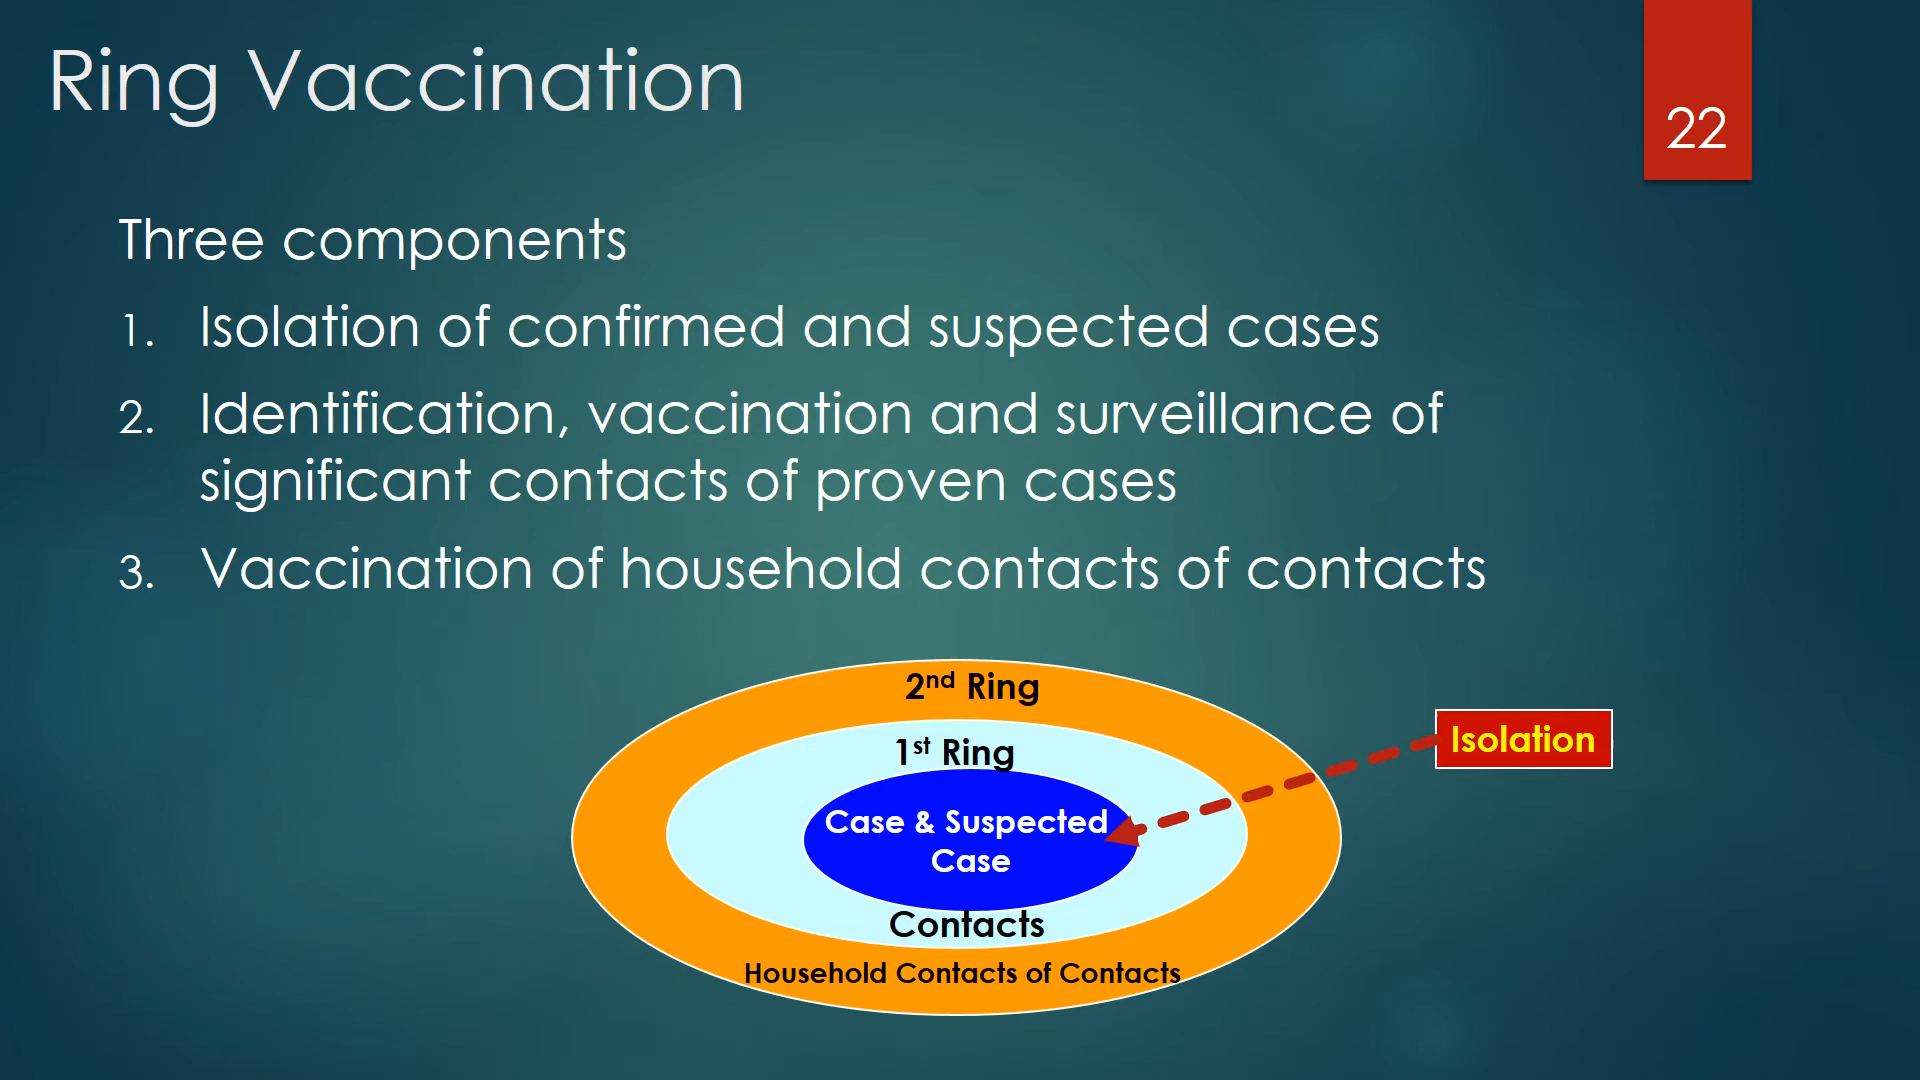 Ring Vaccination
22
Three components
1. Isolation of confirmed and suspected cases
2. Identification, vaccination and surveillance of
significant contacts of proven cases
3. Vaccination of household contacts of contacts
2nd Ring
1st Ring
Isolation
Case & Suspected
Case
Contacts
Household Contacts of Contacts